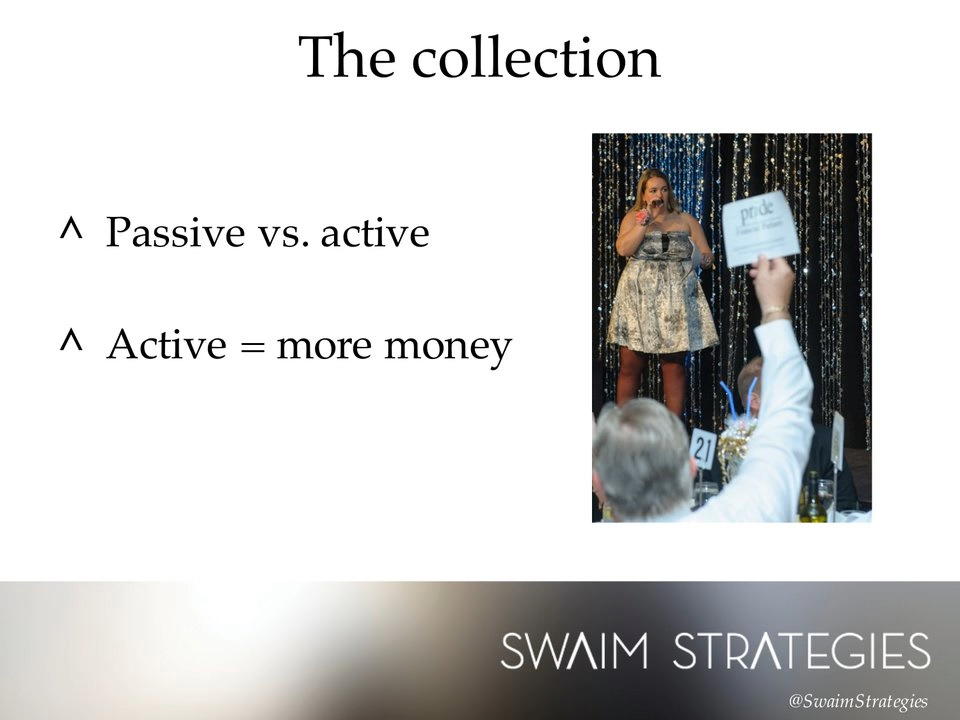 The collection
^ Passive vs. active
^ Active = more money
pride
21
SWAIM STRATEGIES
@SwaimStrategies